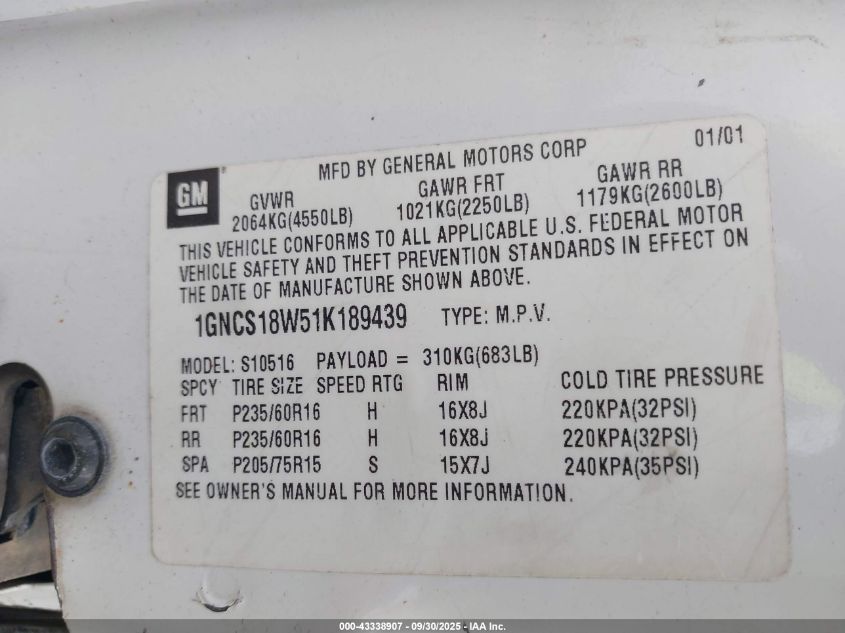 MFD BY GENERAL MOTORS CORP 01/01
GM
GVWR GAWR FRT GAWR RR
2064KG(4550LB) 1021KG(2250LB) 1179KG(2600LB)
THIS VEHICLE CONFORMS TO ALL APPLICABLE U.S. FEDERAL MOTOR
VEHICLE SAFETY AND THEFT PREVENTION STANDARDS IN EFFECT ON
THE DATE OF MANUFACTURE SHOWN ABOVE.
1GNCS18W51K189439 TYPE: M.P.V.
MODEL: S10516 PAYLOAD = 310KG(683LB)
SPCY TIRE SIZE SPEED RTG RIM COLD TIRE PRESSURE
FRT P235/60R16 H 16X8J 220KPA(32PSI)
RR P235/60R16 H 16X8J 220KPA(32PSI)
SPA P205/75R15 S 15X7J 240KPA(35PSI)
SEE OWNER'S MANUAL FOR MORE INFORMATION.
000-43338907 - 09/30/2025 - IAA Inc.